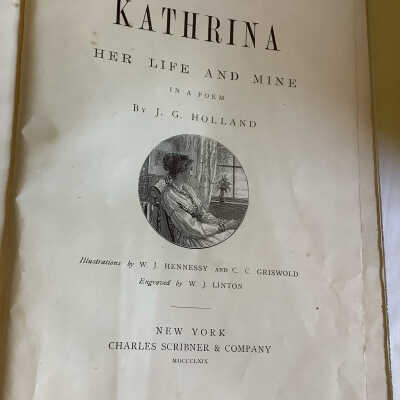 KATHRINA
HER LIFE AND MINE
IN A POEM
BY J. G. HOLLAND
Illustrations by W. J. HENNESSY AND C. C. GRISWOLD
Engraved by W. J. LINTON
NEW YORK
CHARLES SCRIBNER & COMPANY
MDCCCLXIX